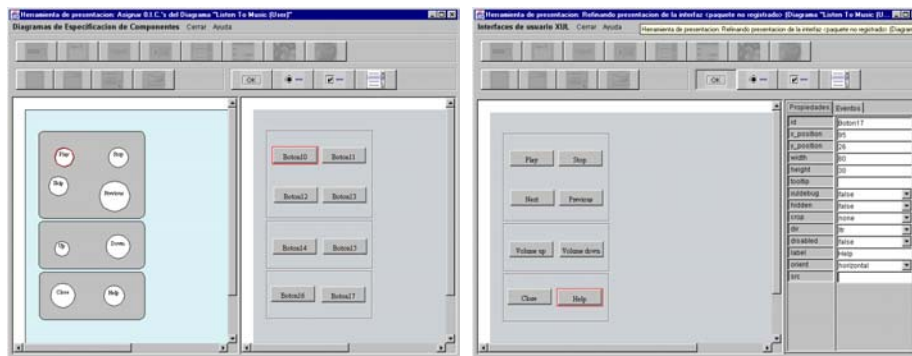 Herramienta de presentacion: Asignar O.I.C.'s del Diagrama "Listen To Music (User)"
Diagramas de Especificacion de Componentes Cerrar Ayuda
OK
Play Stop
Help
Previous
Up Down
Close Help
Boton10 Boton11
Boton12 Boton13
Boton14 Boton15
Boton16 Boton17
Herramienta de presentacion: Refinando presentacion de la interfaz <paquete no registrado> (Diagrama "Listen To Music (U...
Interfaces de usuario XUL Cerrar Ayuda
Herramienta de presentacion: Refinando presentacion de la interfaz <paquete no registrado> (Diagram
OK
Play Stop
Next Previous
Volume up Volume down
Close Help
Propiedades Eventos
id Boton17
x_position 95
y_position 26
width 80
height 30
tooltip
xuldebug false
hidden false
crop none
dir ltr
disabled false
label Help
orient horizontal
src